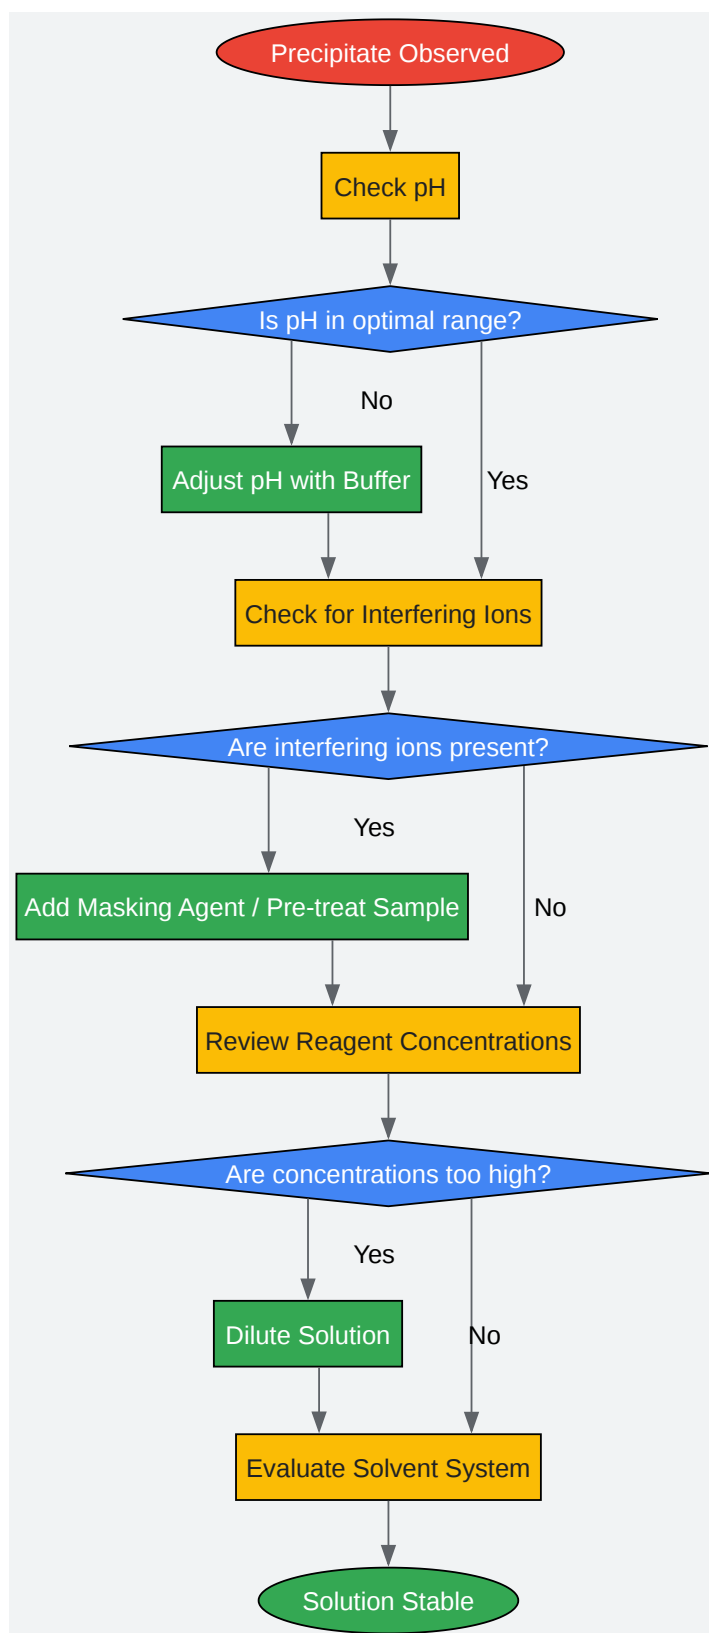 Precipitate Observed
Check pH
Is pH in optimal range?
No
Adjust pH with Buffer
Yes
Check for Interfering Ions
Are interfering ions present?
Yes
Add Masking Agent / Pre-treat Sample
No
Review Reagent Concentrations
Are concentrations too high?
Yes
Dilute Solution
No
Evaluate Solvent System
Solution Stable